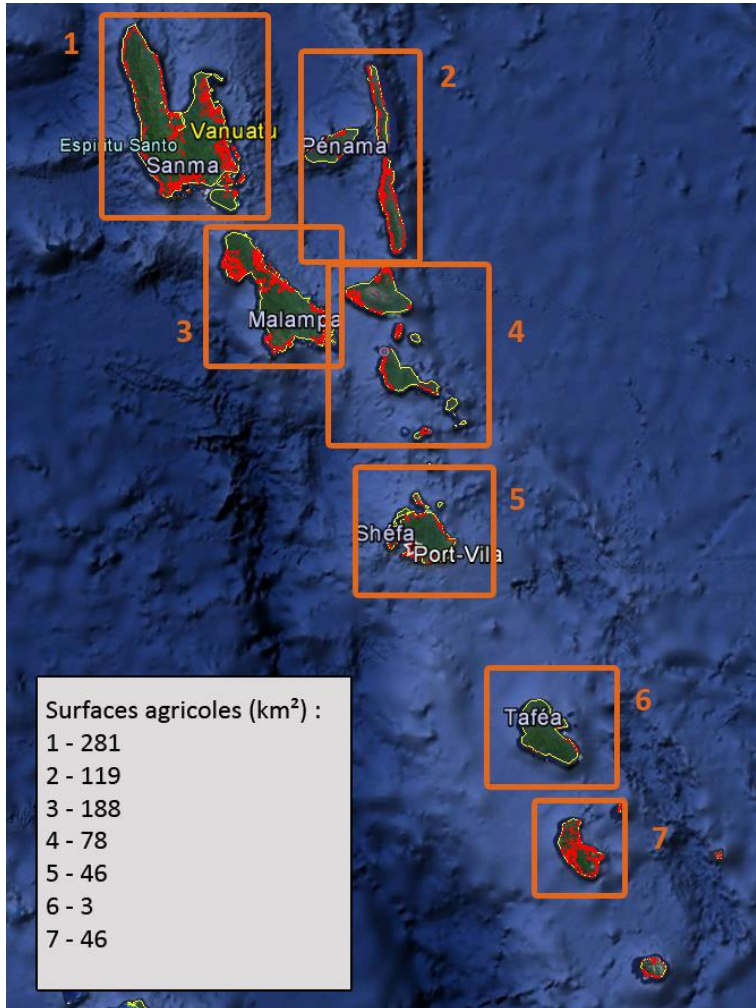 1
2
Vanuatu
Espiritu Santo
Sanma
Pénama
3
Malampa
4
5
Shéfa
Port-Vila
6
Taféa
7
Surfaces agricoles (km²) :
1 - 281
2 - 119
3 - 188
4 - 78
5 - 46
6 - 3
7 - 46